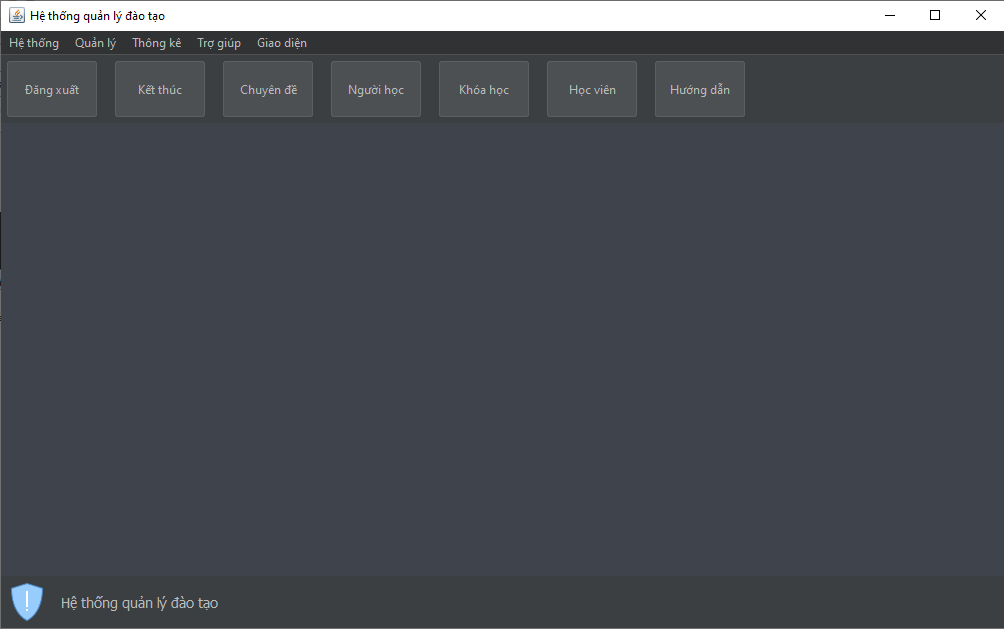 Hệ thống quản lý đào tạo
Hệ thống Quản lý Thông kê Trợ giúp Giao diện
Đăng xuất Kết thúc Chuyên đề Người học Khóa học Học viên Hướng dẫn
Hệ thống quản lý đào tạo